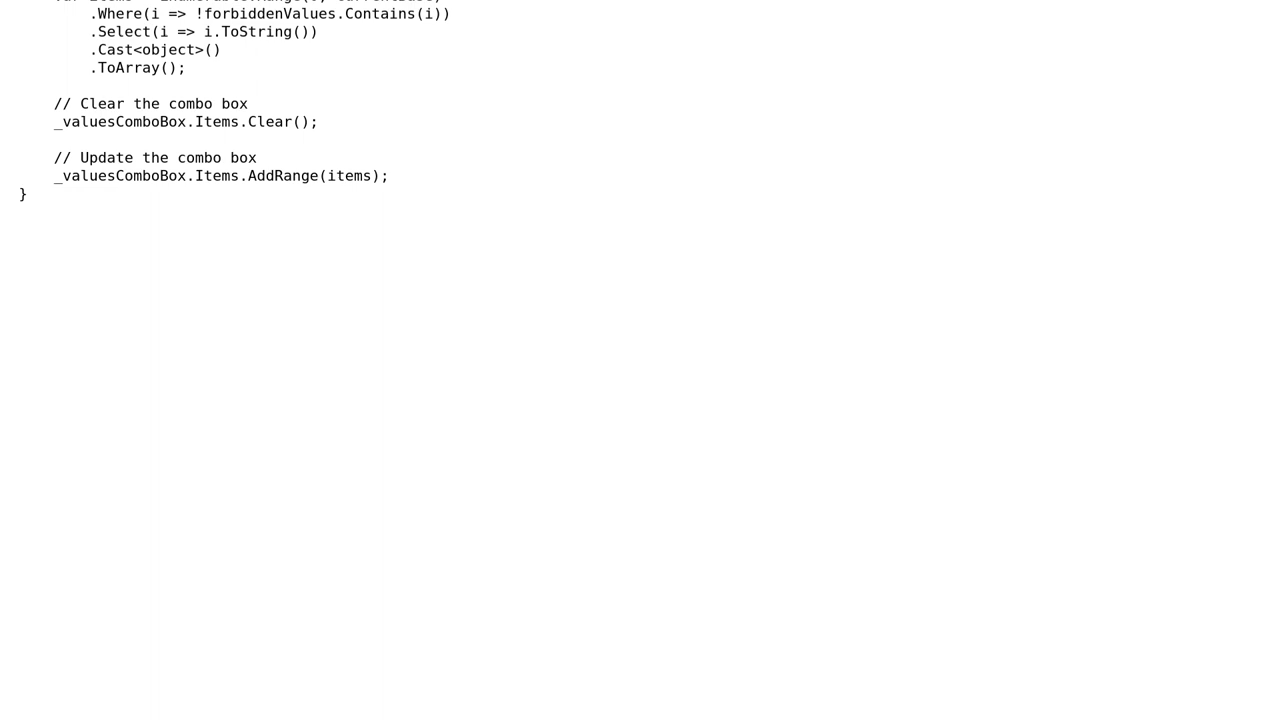 .Where(i => !forbiddenValues.Contains(i))
        .Select(i => i.ToString())
        .Cast<object>()
        .ToArray();

    // Clear the combo box
    _valuesComboBox.Items.Clear();

    // Update the combo box
    _valuesComboBox.Items.AddRange(items);
}